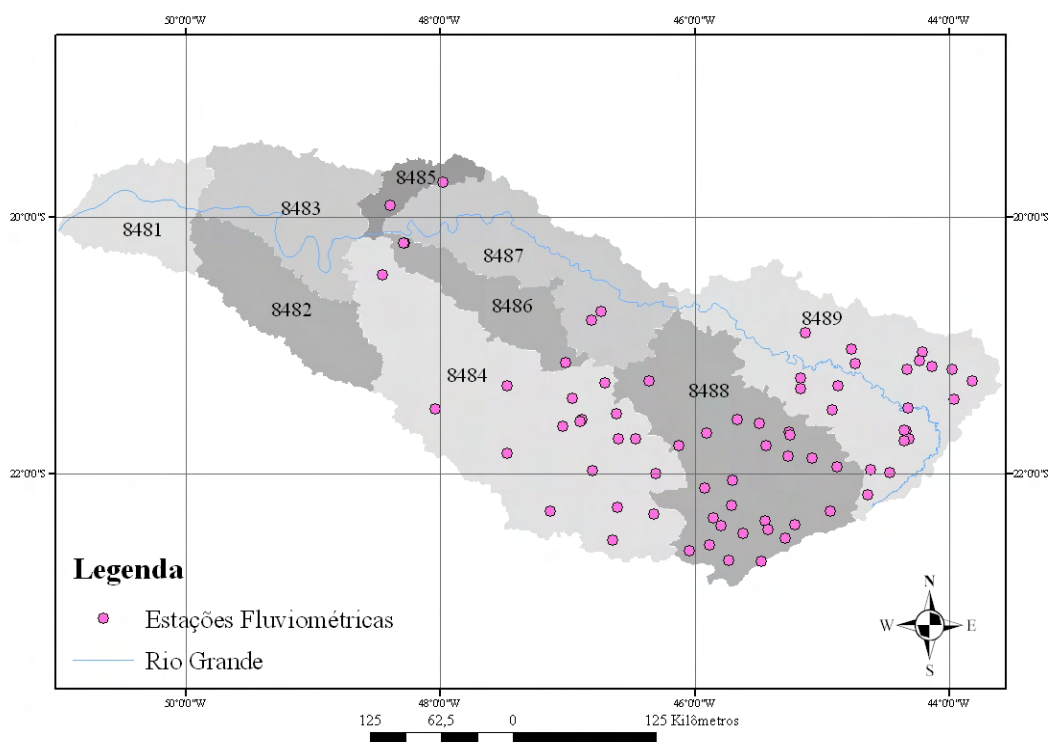 50°00'W 48°00'W 46°00'W 44°00'W
20°00'S 20°00'S
22°00'S 22°00'S
8485
8483
8481
8487
8486
8482
8489
8484
8488
Legenda
Estações Fluviométricas
Rio Grande
N
W E
S
50°00'W 48°00'W 46°00'W 44°00'W
125 62,5 0 125 Kilômetros